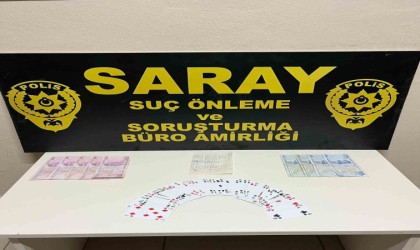 SARAY
SUÇ ÖNLEME
ve
SORUŞTURMA
BÜRO AMİRLİĞİ
POLİS
POLİS